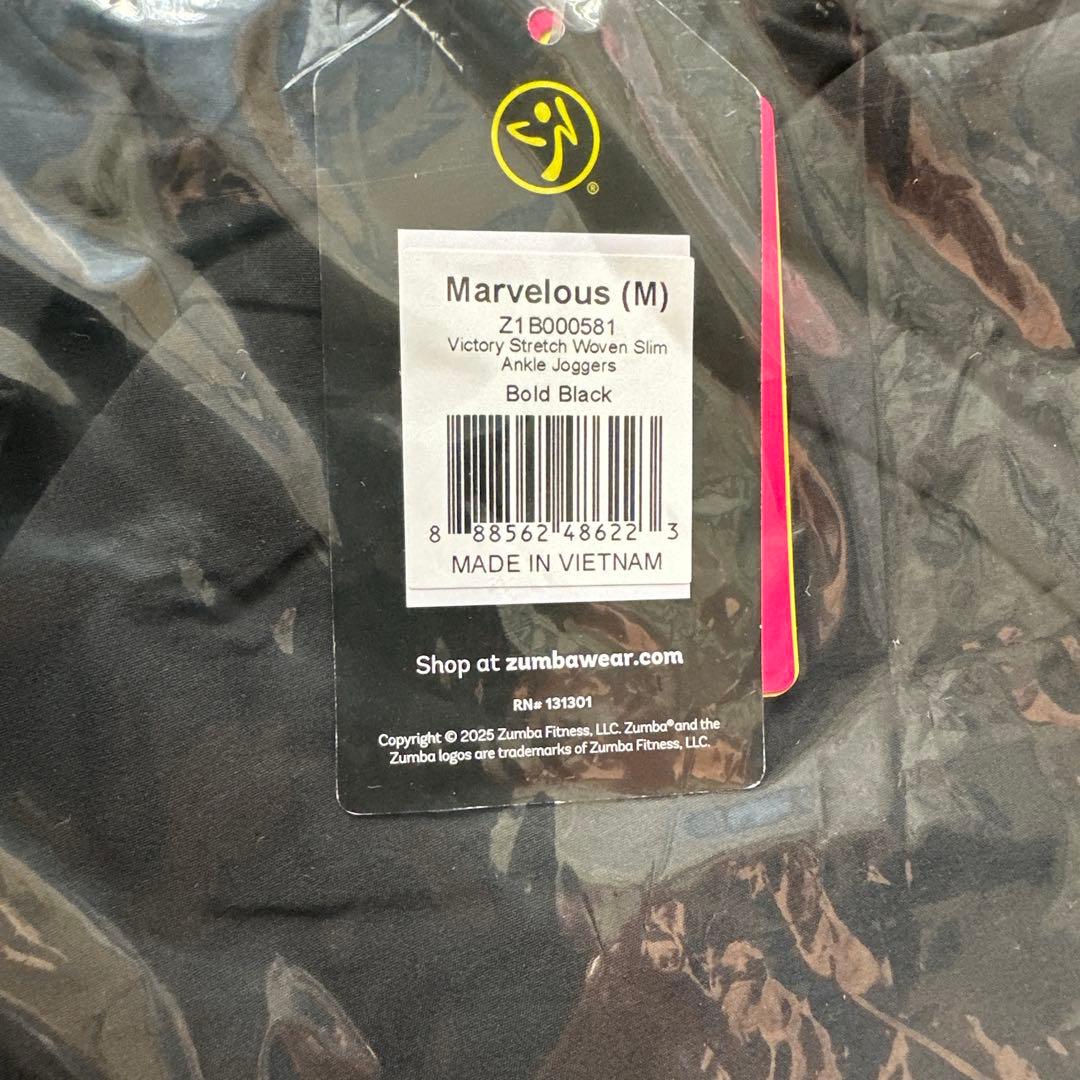 ®
Marvelous (M)
Z1B000581
Victory Stretch Woven Slim
Ankle Joggers
Bold Black
8 88562 48622 3
MADE IN VIETNAM
Shop at zumbawear.com
RN# 131301
Copyright © 2025 Zumba Fitness, LLC. Zumba® and the
Zumba logos are trademarks of Zumba Fitness, LLC.